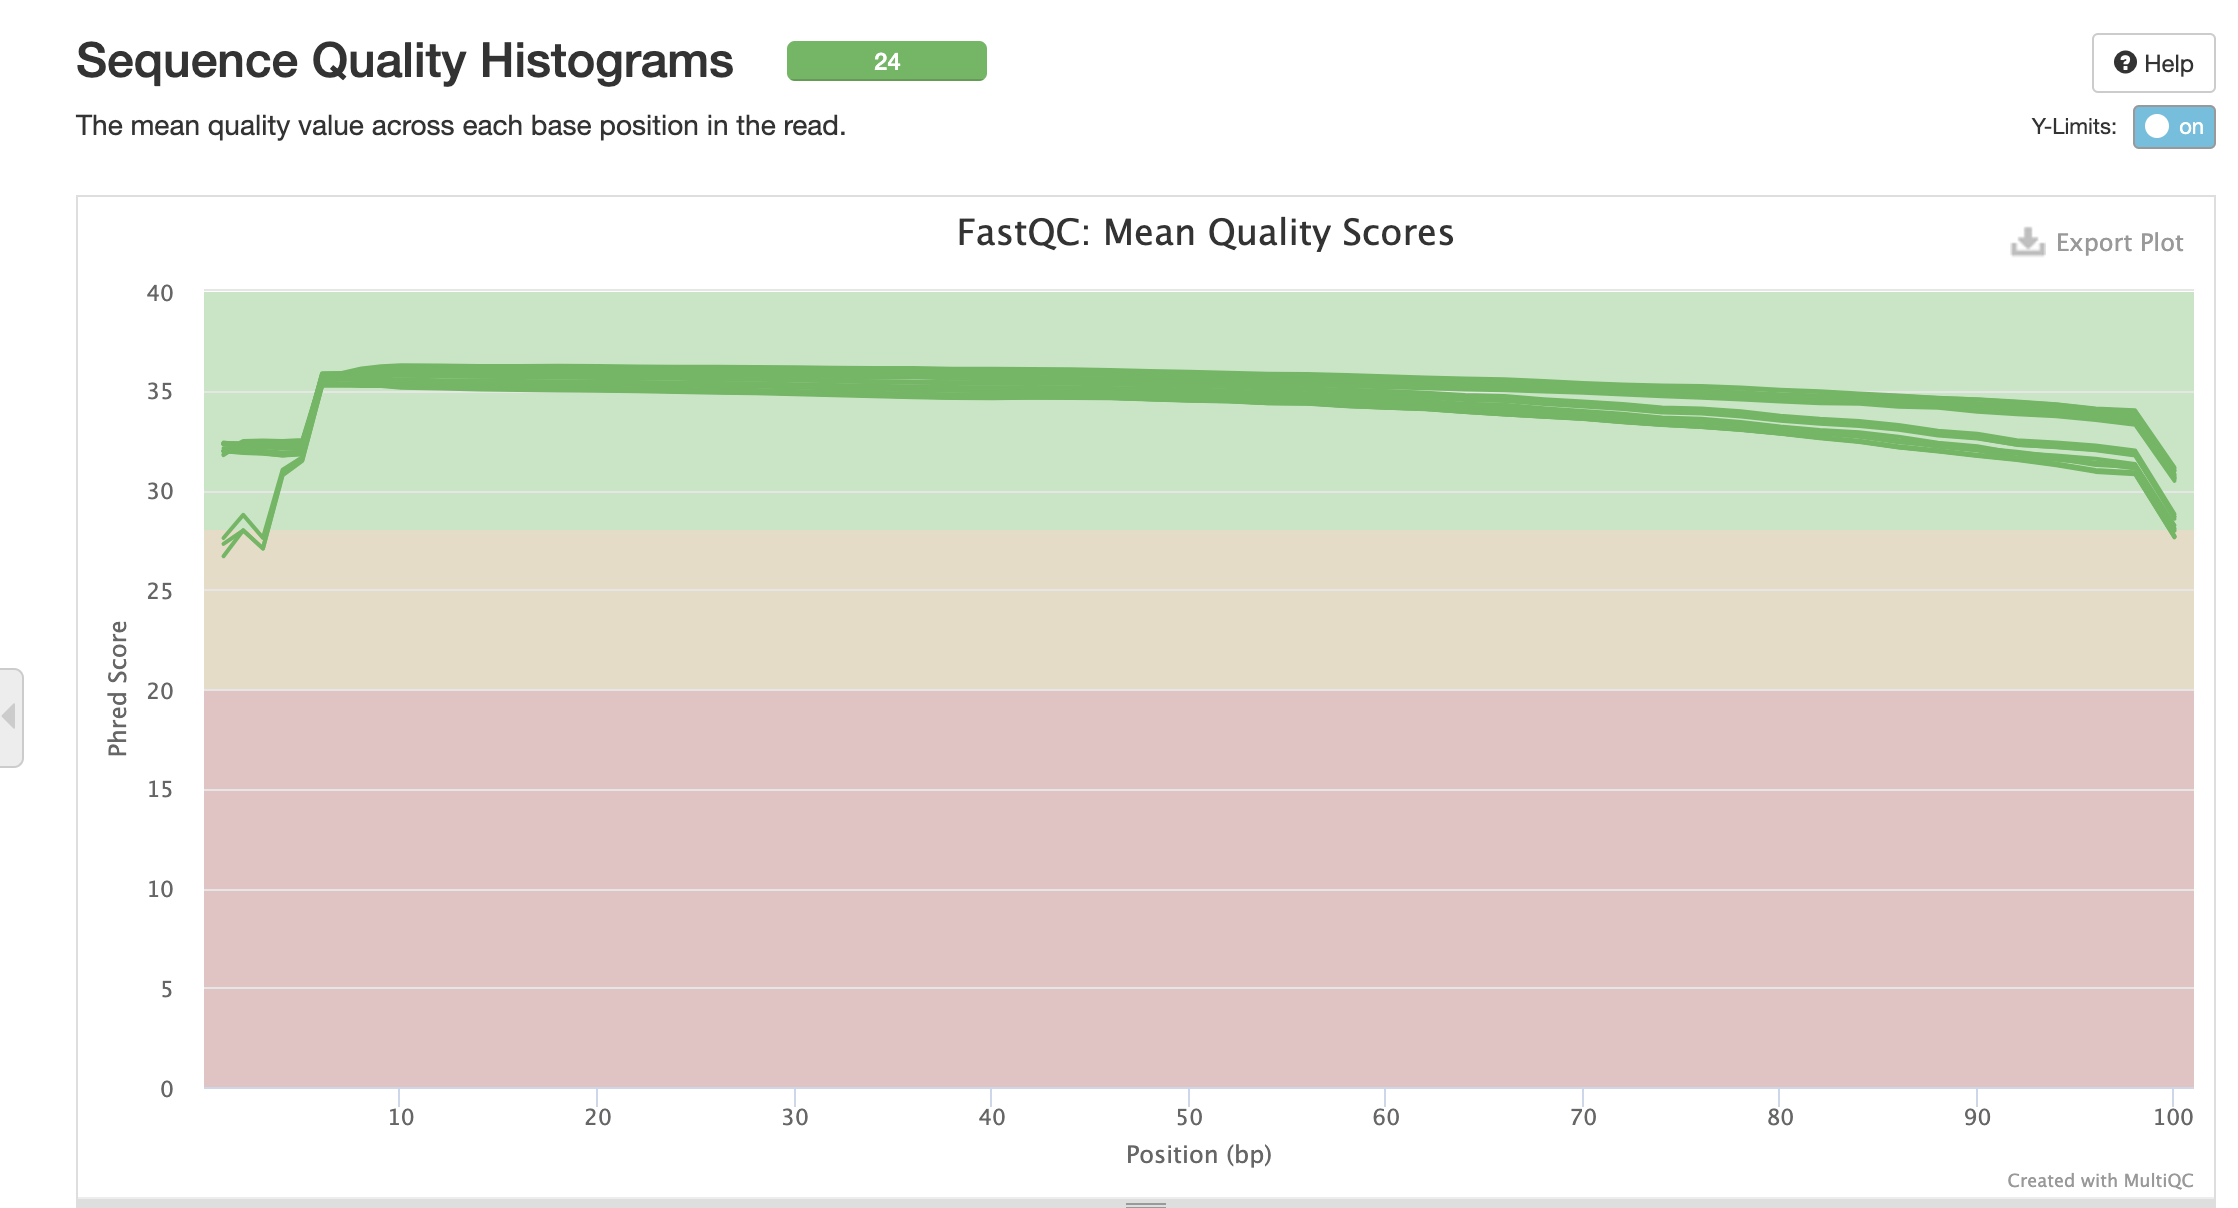 Sequence Quality Histograms
24
Help
The mean quality value across each base position in the read.
Y-Limits:
on
FastQC: Mean Quality Scores
Export Plot
40
35
30
25
20
15
10
5
0
Phred Score
10 20 30 40 50 60 70 80 90 100
Position (bp)
Created with MultiQC